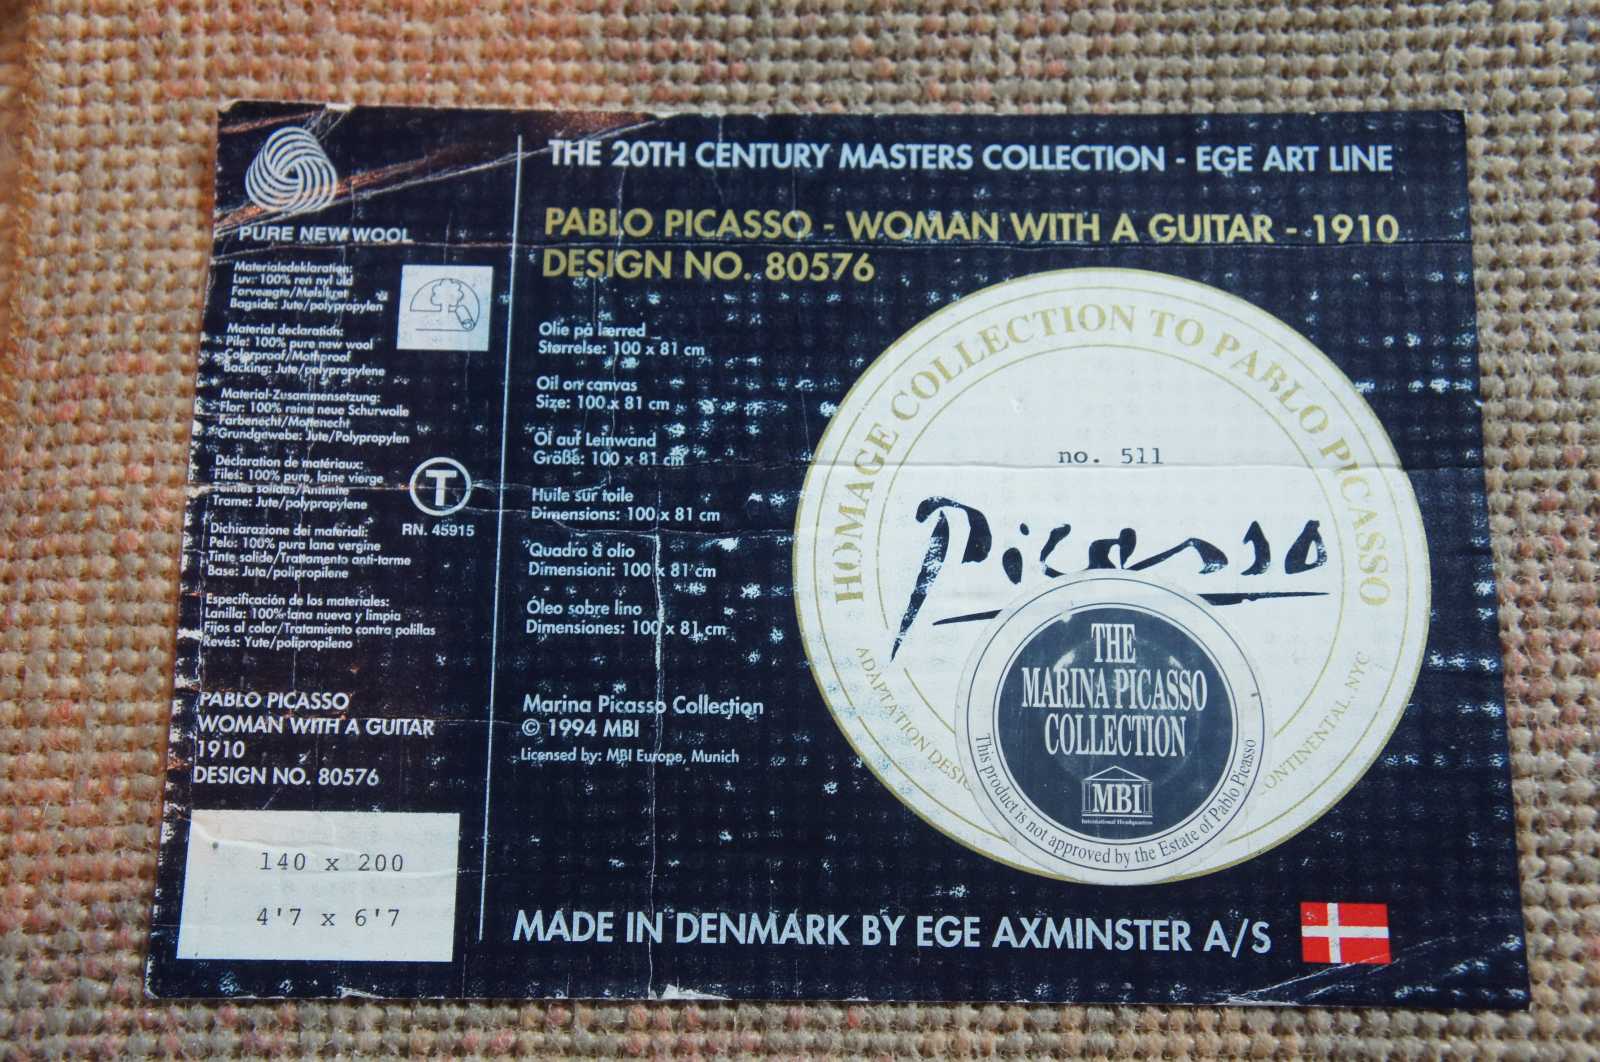 PURE NEW WOOL
Materialedeklaration:
Luv: 100% ren ny uld
Farveægte/Mølsikret
Bagside: Jute/polypropylen
Material declaration:
Pile: 100% pure new wool
Colorproof/Mothproof
Backing: Jute/polypropylene
Material-Zusammensetzung:
Flor: 100% reine neue Schurwolle
Farbenecht/Mottenecht
Grundgewebe: Jute/Polypropylen
Déclaration de matériaux:
Filés: 100% pure, laine vierge
Teintes solides/Antimite
Trame: Jute/polypropylene
Dichiarazione dei materiali:
Pelo: 100% pura lana vergine
Tinte solide/Trattamento anti-tarme
Base: Juta/polipropilene
Especificación de los materiales:
Lanilla: 100% lana nueva y limpia
Fijos al color/Tratamiento contra polillas
Revés: Yute/polipropileno
T
RN. 45915
PABLO PICASSO
WOMAN WITH A GUITAR
1910
DESIGN NO. 80576
140 x 200
4'7 x 6'7
THE 20TH CENTURY MASTERS COLLECTION - EGE ART LINE
PABLO PICASSO - WOMAN WITH A GUITAR - 1910
DESIGN NO. 80576
Olie på lærred
Størrelse: 100 x 81 cm
Oil on canvas
Size: 100 x 81 cm
Öl auf Leinwand
Größe: 100 x 81 cm
Huile sur toile
Dimensions: 100 x 81 cm
Quadro à olio
Dimensioni: 100 x 81 cm
Óleo sobre lino
Dimensiones: 100 x 81 cm
Marina Picasso Collection
© 1994 MBI
Licensed by: MBI Europe, Munich
HOMAGE COLLECTION TO PABLO PICASSO
no. 511
Picasso
ADAPTATION CONTINENTAL, NYC
THE
MARINA PICASSO
COLLECTION
MBI
International Headquarters
This product is not approved by the Estate of Pablo Picasso
MADE IN DENMARK BY EGE AXMINSTER A/S